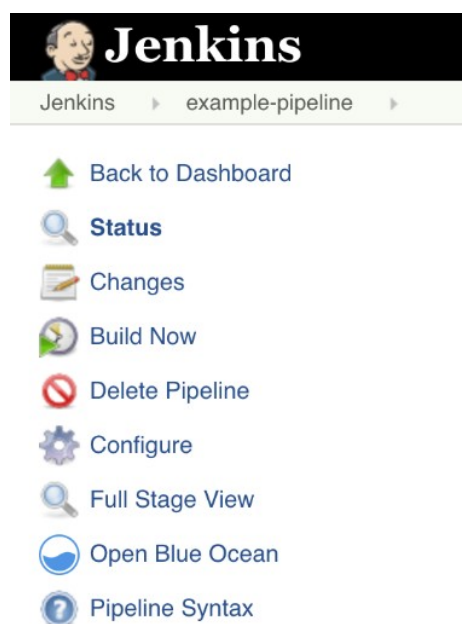 Jenkins
Jenkins example-pipeline
Back to Dashboard
Status
Changes
Build Now
Delete Pipeline
Configure
Full Stage View
Open Blue Ocean
Pipeline Syntax